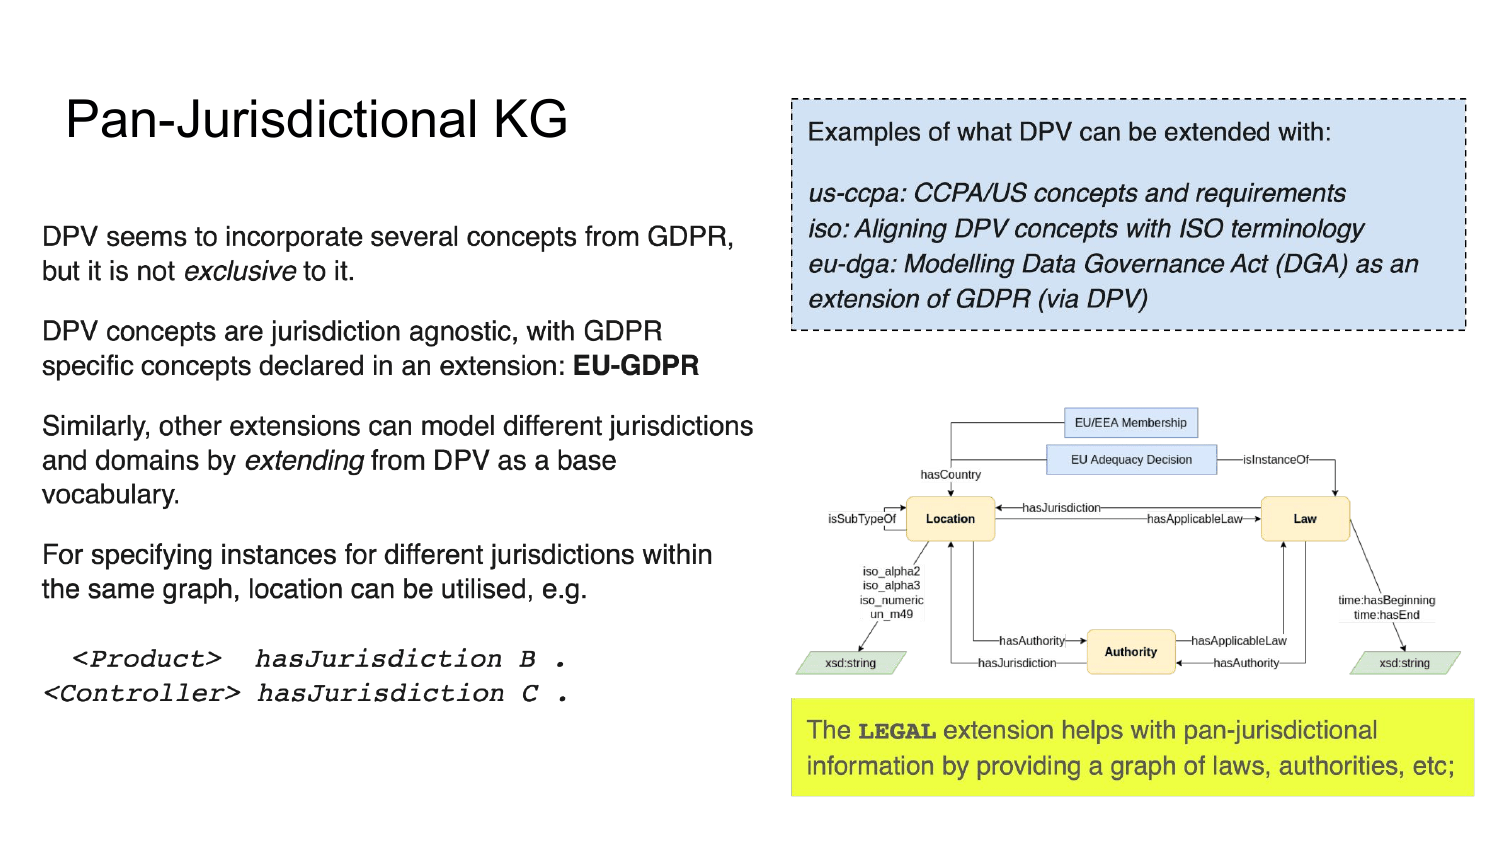 Pan-Jurisdictional KG
DPV seems to incorporate several concepts from GDPR,
but it is not exclusive to it.
DPV concepts are jurisdiction agnostic, with GDPR
specific concepts declared in an extension: EU-GDPR
Similarly, other extensions can model different jurisdictions
and domains by extending from DPV as a base
vocabulary.
For specifying instances for different jurisdictions within
the same graph, location can be utilised, e.g.
<Product> hasJurisdiction B .
<Controller> hasJurisdiction C .
Examples of what DPV can be extended with:
us-ccpa: CCPA/US concepts and requirements
iso: Aligning DPV concepts with ISO terminology
eu-dga: Modelling Data Governance Act (DGA) as an
extension of GDPR (via DPV)
EU/EEA Membership
EU Adequacy Decision
isInstanceOf
hasCountry
isSubTypeOf
Location
hasJurisdiction
hasApplicableLaw
Law
iso_alpha2
iso_alpha3
iso_numeric
un_m49
time:hasBeginning
time:hasEnd
hasAuthority
hasJurisdiction
Authority
hasApplicableLaw
hasAuthority
xsd:string
xsd:string
The LEGAL extension helps with pan-jurisdictional
information by providing a graph of laws, authorities, etc;